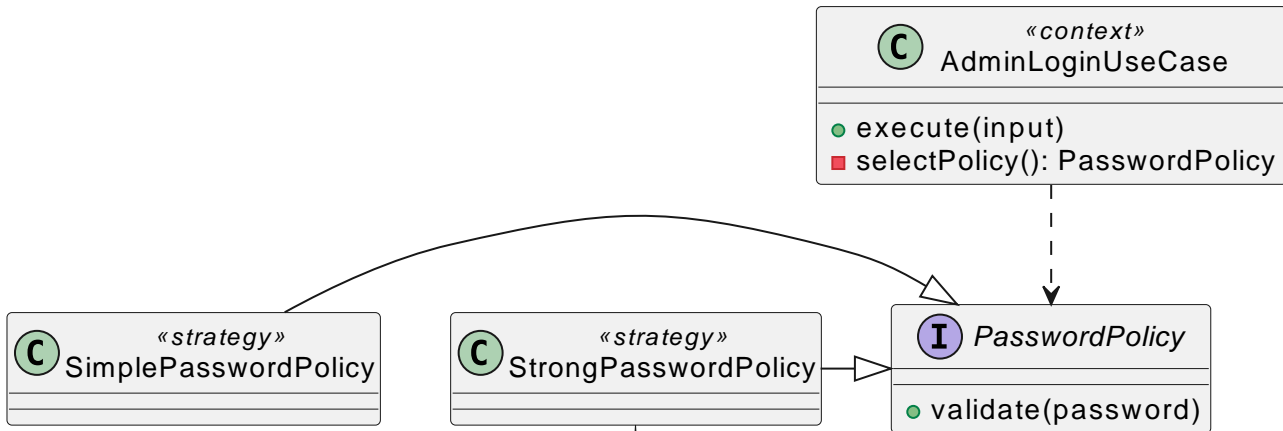 «context»
C AdminLoginUseCase
execute(input)
selectPolicy(): PasswordPolicy
«strategy»
C SimplePasswordPolicy
«strategy»
C StrongPasswordPolicy
I PasswordPolicy
validate(password)